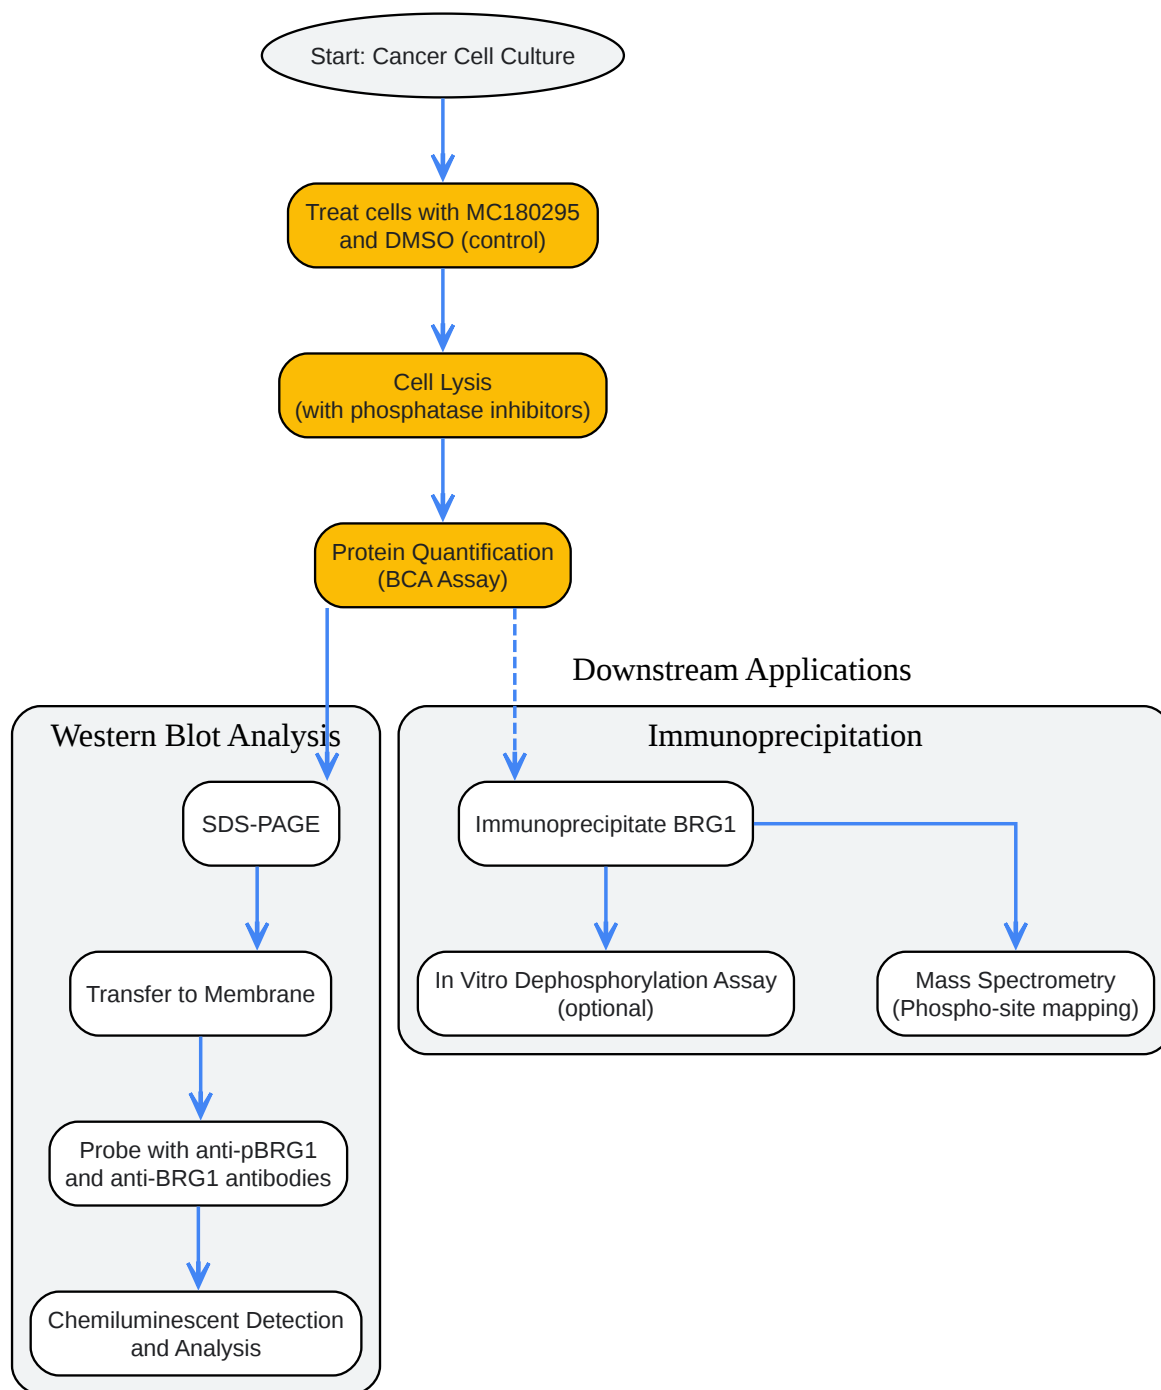 Start: Cancer Cell Culture
Treat cells with MC180295
and DMSO (control)
Cell Lysis
(with phosphatase inhibitors)
Protein Quantification
(BCA Assay)
Downstream Applications
Western Blot Analysis
SDS-PAGE
Transfer to Membrane
Probe with anti-pBRG1
and anti-BRG1 antibodies
Chemiluminescent Detection
and Analysis
Immunoprecipitation
Immunoprecipitate BRG1
In Vitro Dephosphorylation Assay
(optional)
Mass Spectrometry
(Phospho-site mapping)